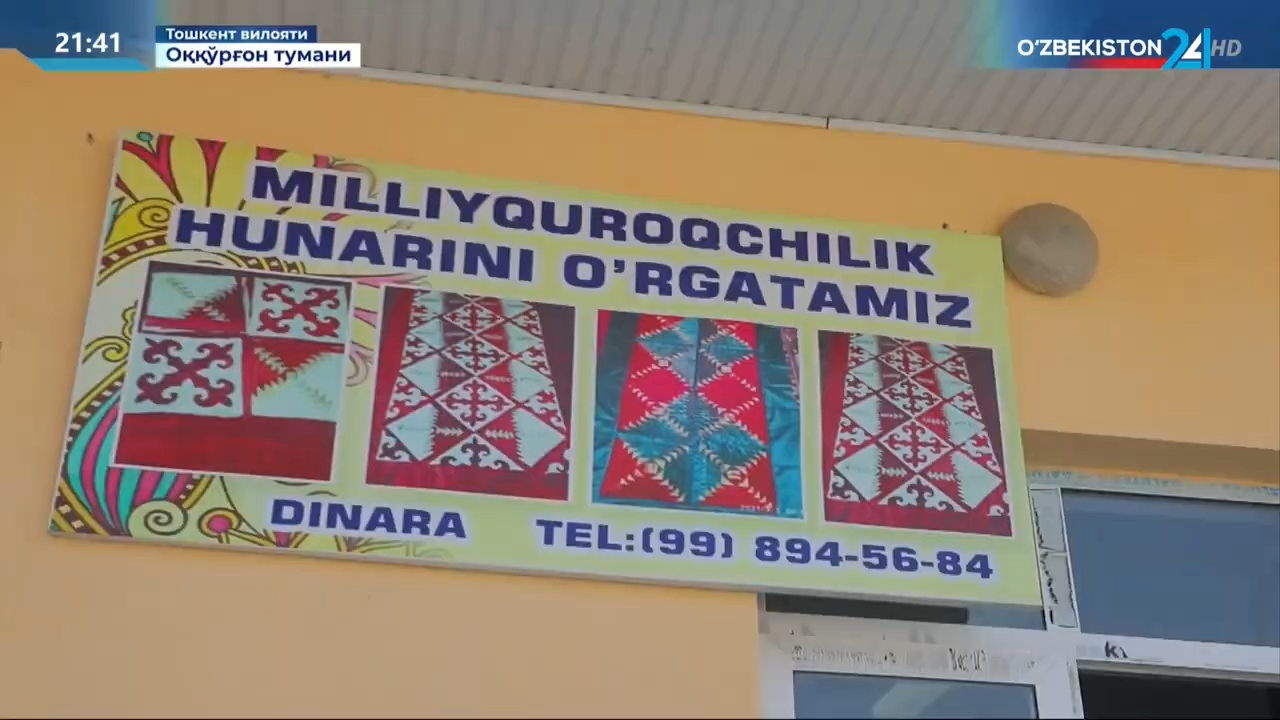 21:41
Тошкент вилояти
Оққўрғон тумани
O'ZBEKISTON 24 HD
MILLIYQUROQCHILIK
HUNARINI O'RGATAMIZ
DINARA TEL:(99) 894-56-84